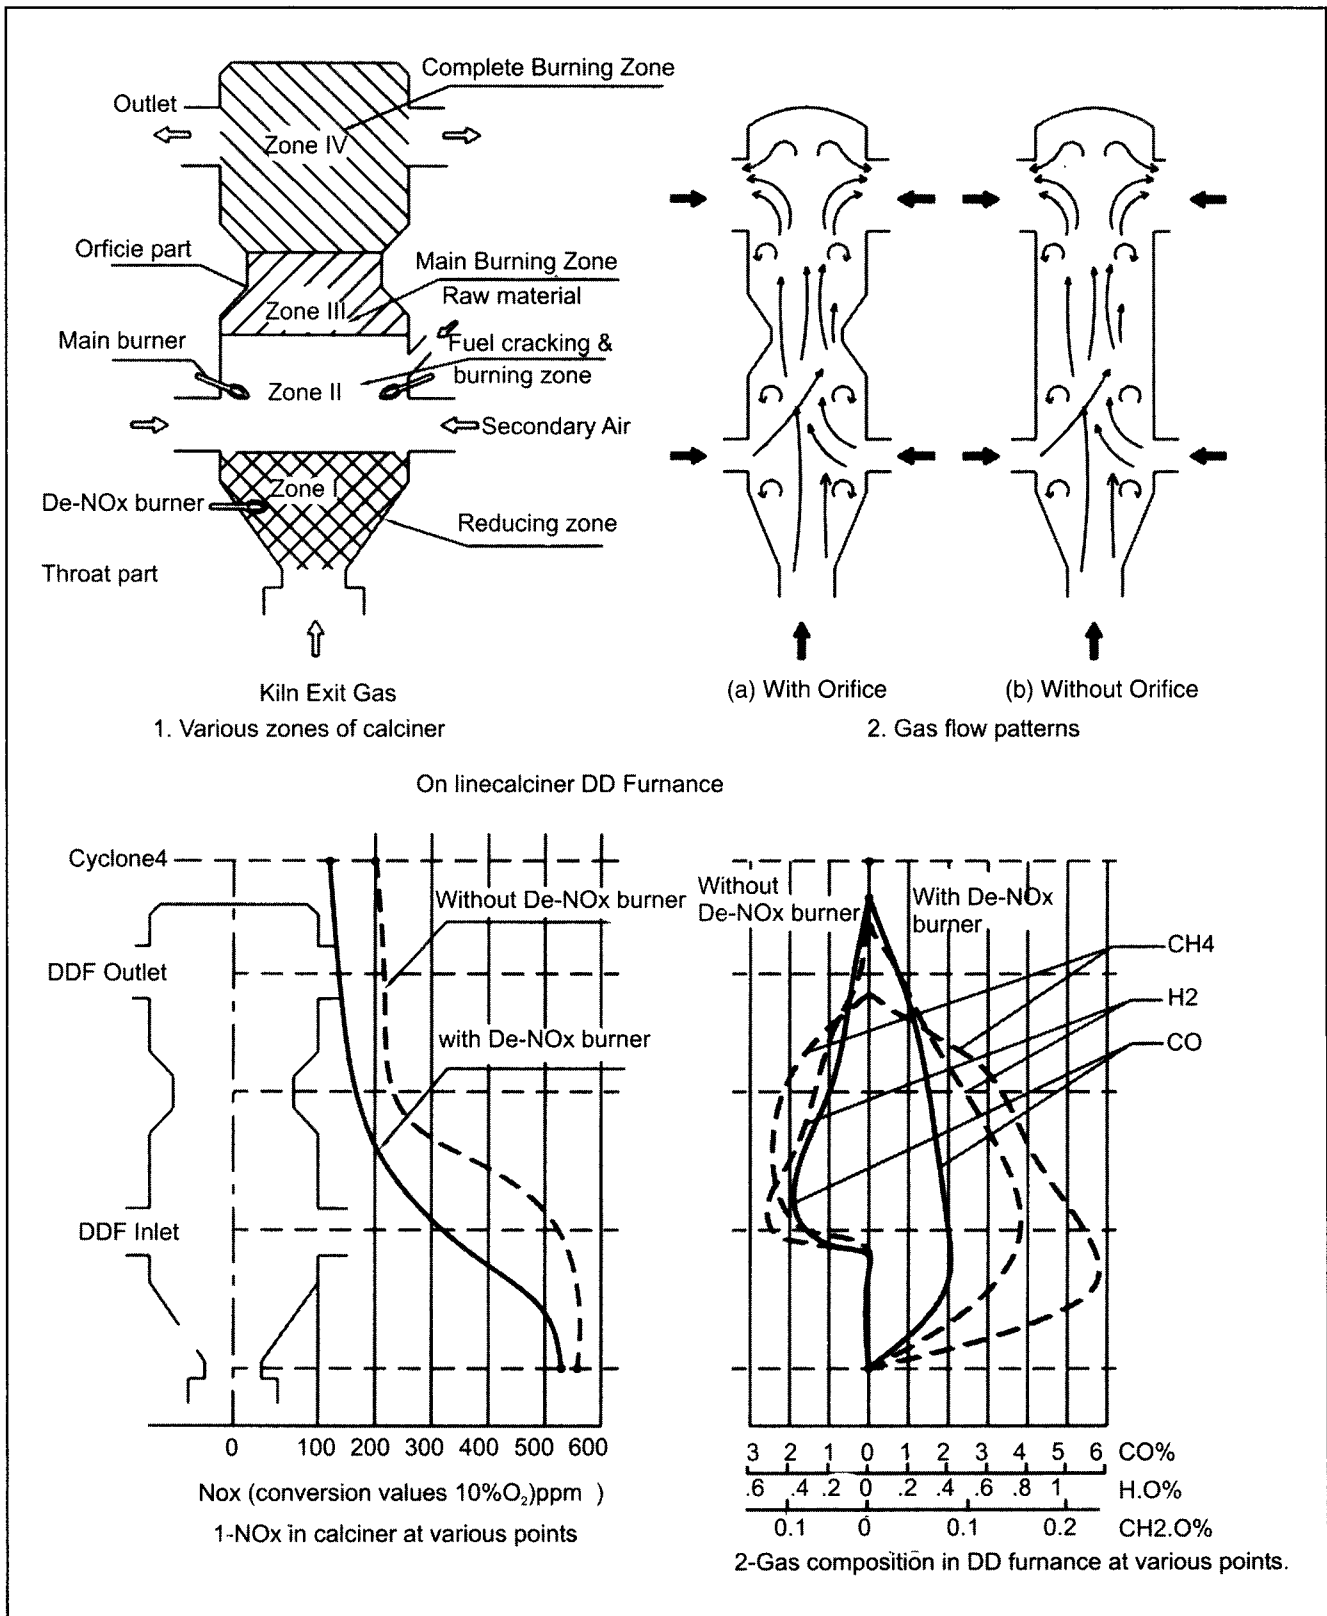 Complete Burning Zone
Outlet
Zone IV
Orificie part
Main Burning Zone
Zone III
Raw material
Main burner
Fuel cracking &
burning zone
Zone II
Secondary Air
Zone I
De-NOx burner
Reducing zone
Throat part
Kiln Exit Gas
1. Various zones of calciner
(a) With Orifice
(b) Without Orifice
2. Gas flow patterns
On linecalciner DD Furnance
Cyclone4
Without De-NOx burner
DDF Outlet
with De-NOx burner
DDF Inlet
0 100 200 300 400 500 600
Nox (conversion values 10%O₂)ppm )
1-NOx in calciner at various points
Without
De-NOx burner
With De-NOx
burner
CH4
H2
CO
3 2 1 0 1 2 3 4 5 6 CO%
.6 .4 .2 0 .2 .4 .6 .8 1 H.O%
0.1 0 0.1 0.2 CH2.O%
2-Gas composition in DD furnance at various points.